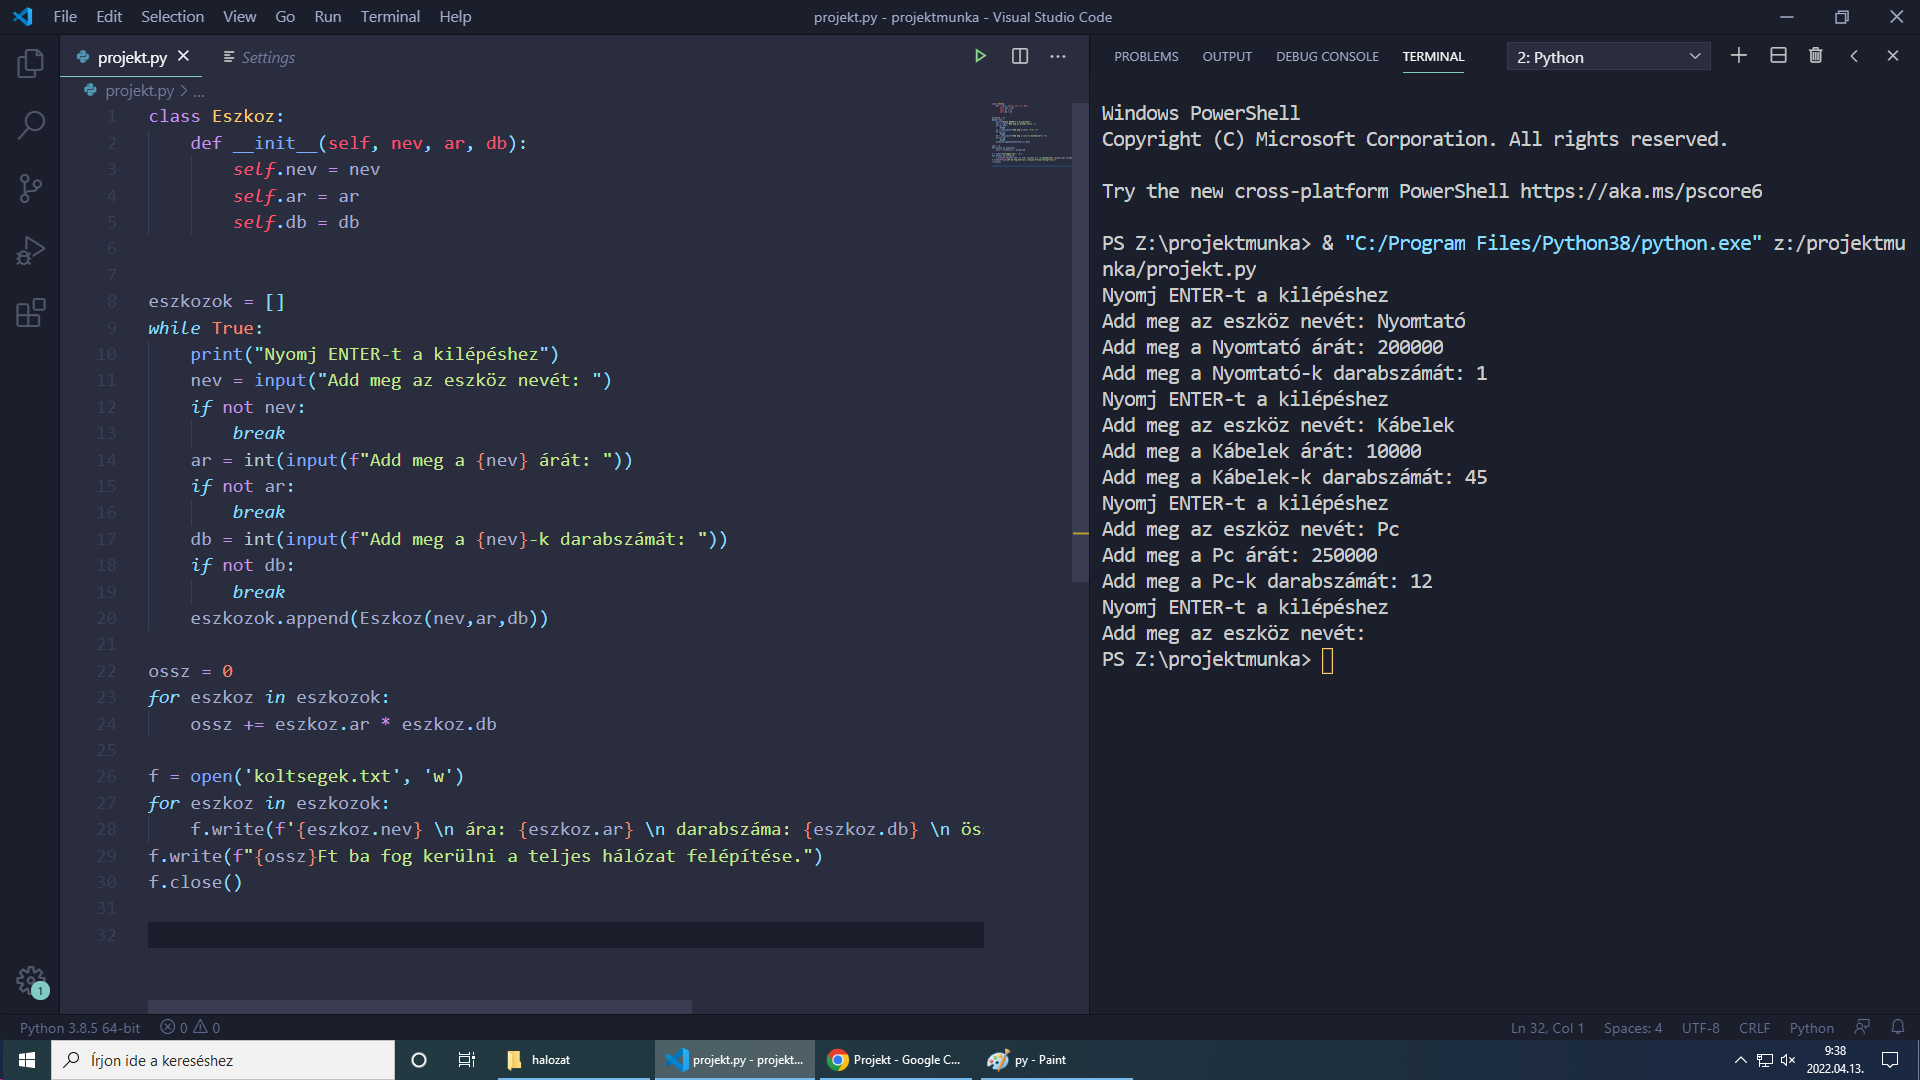 File Edit Selection View Go Run Terminal Help
projekt.py - projektmunka - Visual Studio Code
projekt.py
Settings
projekt.py > ...
1 class Eszkoz:
2     def __init__(self, nev, ar, db):
3         self.nev = nev
4         self.ar = ar
5         self.db = db
6
7
8 eszkozok = []
9 while True:
10     print("Nyomj ENTER-t a kilépéshez")
11     nev = input("Add meg az eszköz nevét: ")
12     if not nev:
13         break
14     ar = int(input(f"Add meg a {nev} árát: "))
15     if not ar:
16         break
17     db = int(input(f"Add meg a {nev}-k darabszámát: "))
18     if not db:
19         break
20     eszkozok.append(Eszkoz(nev,ar,db))
21
22 ossz = 0
23 for eszkoz in eszkozok:
24     ossz += eszkoz.ar * eszkoz.db
25
26 f = open('koltsegek.txt', 'w')
27 for eszkoz in eszkozok:
28     f.write(f'{eszkoz.nev} \n ára: {eszkoz.ar} \n darabszáma: {eszkoz.db} \n ös
29 f.write(f"{ossz}Ft ba fog kerülni a teljes hálózat felépítése.")
30 f.close()
31
32
PROBLEMS OUTPUT DEBUG CONSOLE TERMINAL 2: Python
Windows PowerShell
Copyright (C) Microsoft Corporation. All rights reserved.
Try the new cross-platform PowerShell https://aka.ms/pscore6
PS Z:\projektmunka> & "C:/Program Files/Python38/python.exe" z:/projektmu
nka/projekt.py
Nyomj ENTER-t a kilépéshez
Add meg az eszköz nevét: Nyomtató
Add meg a Nyomtató árát: 200000
Add meg a Nyomtató-k darabszámát: 1
Nyomj ENTER-t a kilépéshez
Add meg az eszköz nevét: Kábelek
Add meg a Kábelek árát: 10000
Add meg a Kábelek-k darabszámát: 45
Nyomj ENTER-t a kilépéshez
Add meg az eszköz nevét: Pc
Add meg a Pc árát: 250000
Add meg a Pc-k darabszámát: 12
Nyomj ENTER-t a kilépéshez
Add meg az eszköz nevét:
PS Z:\projektmunka>
1
Python 3.8.5 64-bit 0 0
Ln 32, Col 1 Spaces: 4 UTF-8 CRLF Python
Írjon ide a kereséshez
halozat
projekt.py - projekt...
Projekt - Google C...
py - Paint
9:38
2022.04.13.